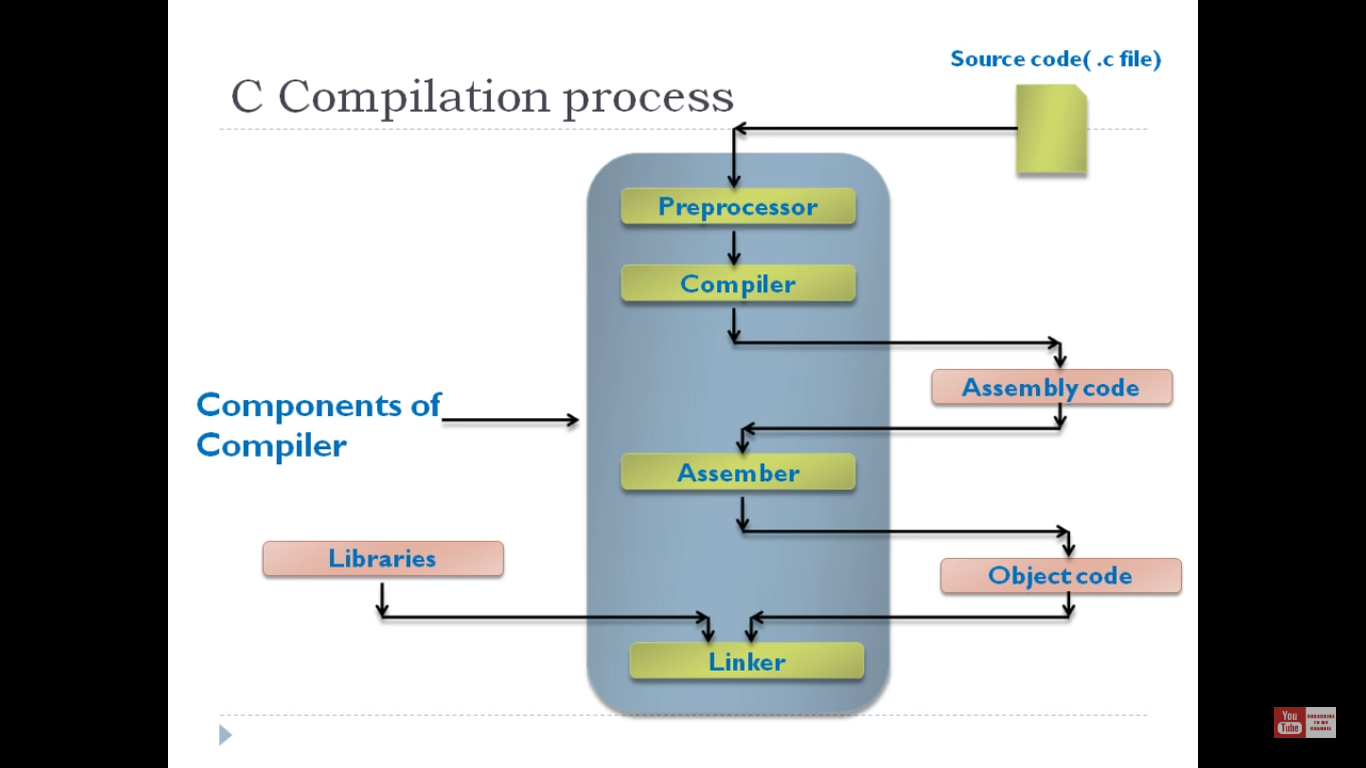 Source code( .c file)
C Compilation process
Preprocessor
Compiler
Assembly code
Components of
Compiler
Assember
Libraries
Object code
Linker
You
Tube
SUBSCRIBE
TO MY
CHANNEL